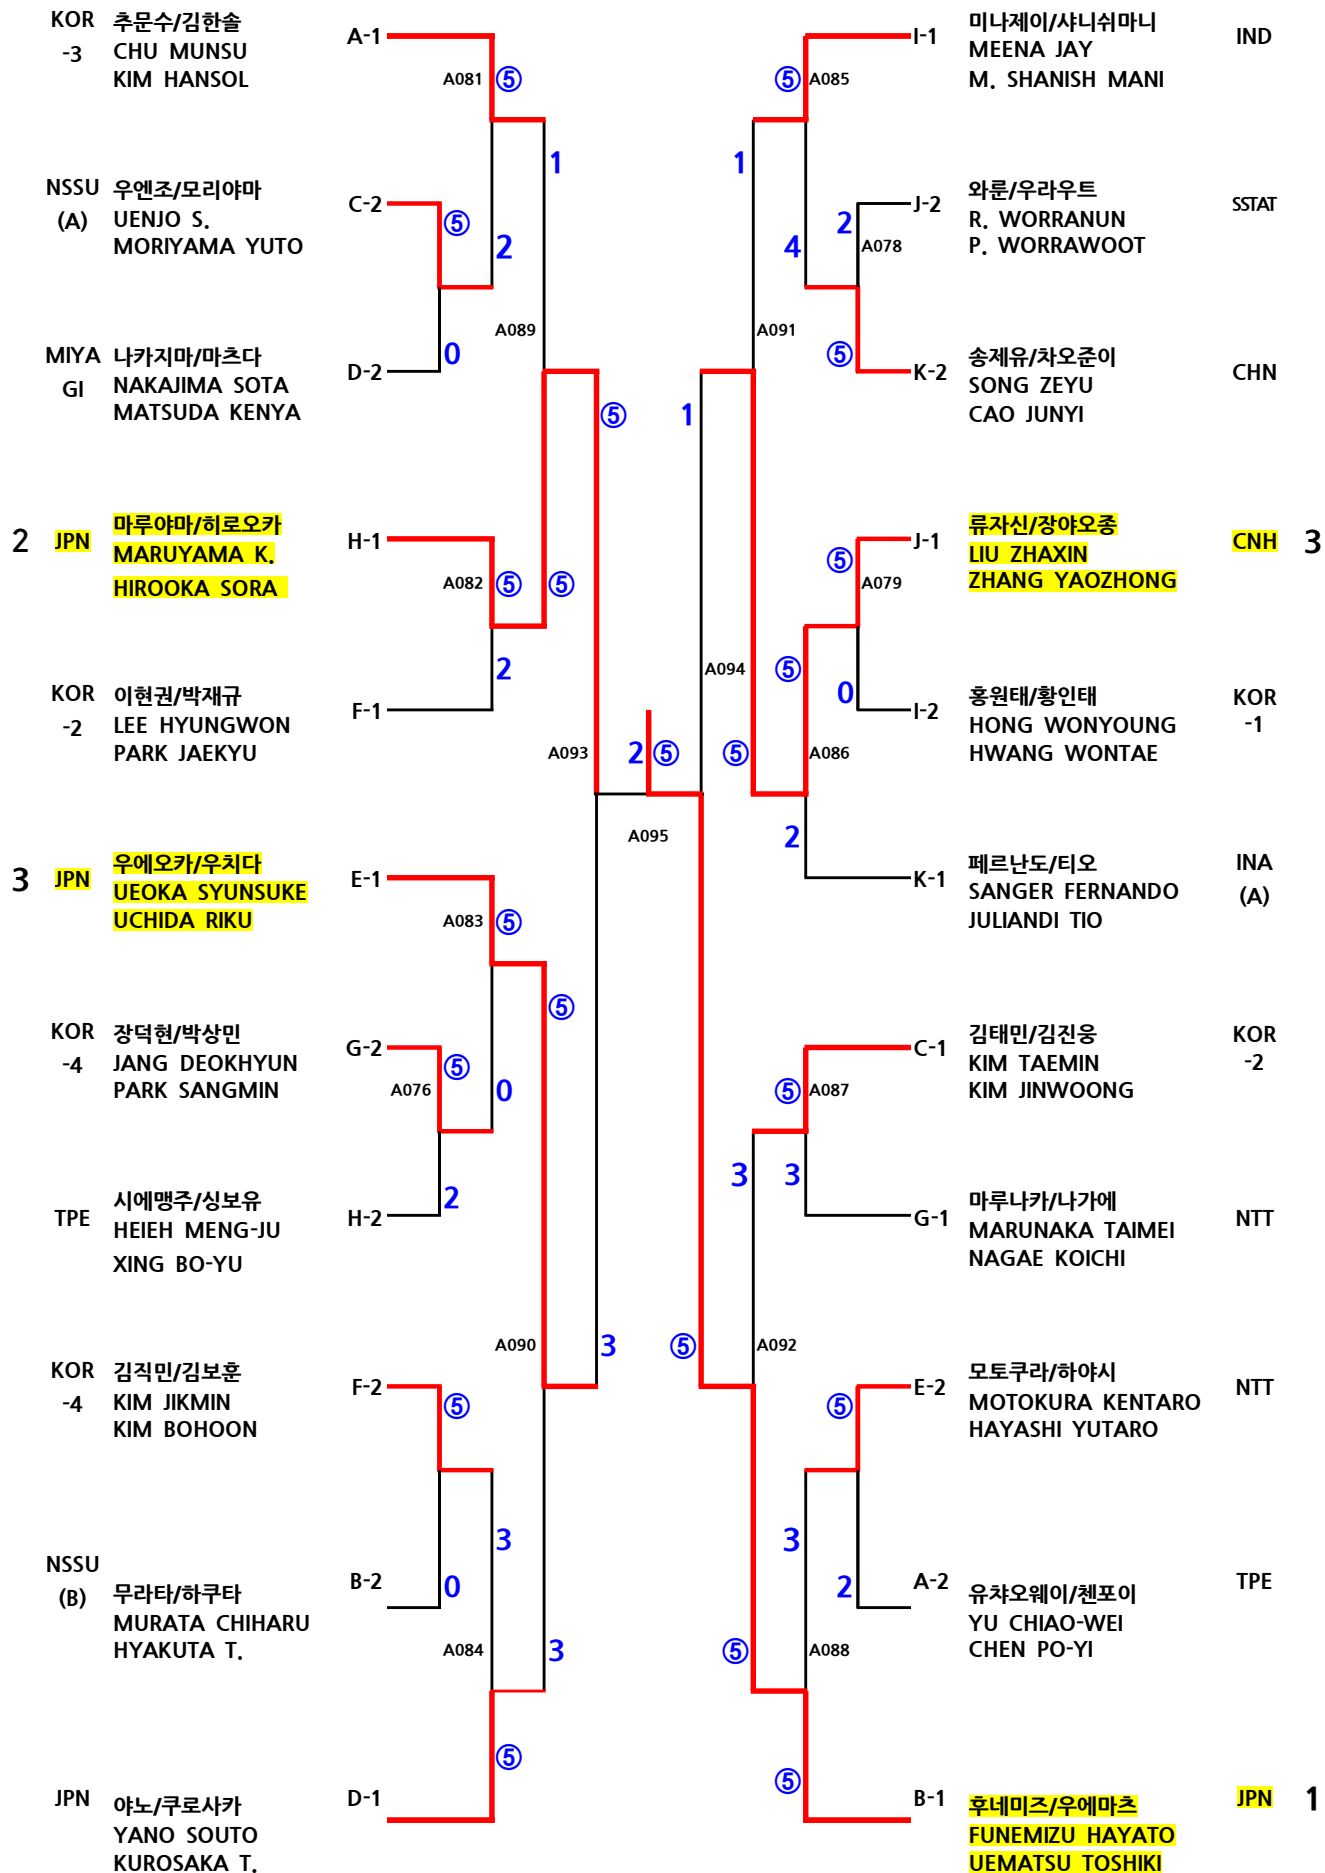 KOR
-3
추문수/김한솔
CHU MUNSU
KIM HANSOL
A-1
A081
⑤
1
NSSU
(A)
우엔조/모리야마
UENJO S.
MORIYAMA YUTO
C-2
⑤
2
A089
MIYA
GI
나카지마/마츠다
NAKAJIMA SOTA
MATSUDA KENYA
D-2
0
⑤
2
JPN
마루야마/히로오카
MARUYAMA K.
HIROOKA SORA
H-1
A082
⑤
⑤
KOR
-2
이현권/박재규
LEE HYUNGWON
PARK JAEKYU
F-1
2
A093
2
⑤
A095
3
JPN
우에오카/우치다
UEOKA SYUNSUKE
UCHIDA RIKU
E-1
A083
⑤
⑤
KOR
-4
장덕현/박상민
JANG DEOKHYUN
PARK SANGMIN
G-2
A076
⑤
0
TPE
시에맹주/싱보유
HEIEH MENG-JU
XING BO-YU
H-2
2
A090
3
KOR
-4
김직민/김보훈
KIM JIKMIN
KIM BOHOON
F-2
⑤
3
NSSU
(B)
무라타/하쿠타
MURATA CHIHARU
HYAKUTA T.
B-2
0
A084
3
JPN
야노/쿠로사카
YANO SOUTO
KUROSAKA T.
D-1
⑤
I-1
미나제이/샤니쉬마니
MEENA JAY
M. SHANISH MANI
IND
⑤
A085
1
J-2
와룬/우라우트
R. WORRANUN
P. WORRAWOOT
SSTAT
4
2
A078
A091
⑤
K-2
송제유/차오준이
SONG ZEYU
CAO JUNYI
CHN
1
J-1
류자신/장야오종
LIU ZHAXIN
ZHANG YAOZHONG
CNH
3
⑤
A079
A094
⑤
0
I-2
홍원태/황인태
HONG WONYOUNG
HWANG WONTAE
KOR
-1
⑤
A086
2
K-1
페르난도/티오
SANGER FERNANDO
JULIANDI TIO
INA
(A)
C-1
김태민/김진웅
KIM TAEMIN
KIM JINWOONG
KOR
-2
⑤
A087
3
3
G-1
마루나카/나가에
MARUNAKA TAIMEI
NAGAE KOICHI
NTT
⑤
A092
E-2
모토쿠라/하야시
MOTOKURA KENTARO
HAYASHI YUTARO
NTT
⑤
3
2
A-2
유챠오웨이/첸포이
YU CHIAO-WEI
CHEN PO-YI
TPE
⑤
A088
⑤
B-1
후네미즈/우에마츠
FUNEMIZU HAYATO
UEMATSU TOSHIKI
JPN
1